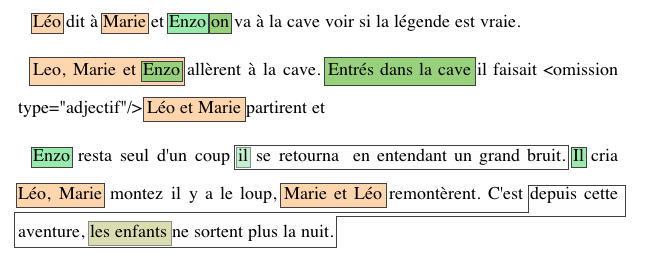 Léo dit à Marie et Enzo on va à la cave voir si la légende est vraie.
Leo, Marie et Enzo allèrent à la cave. Entrés dans la cave il faisait <omission
type="adjectif"/> Léo et Marie partirent et
Enzo resta seul d'un coup il se retourna en entendant un grand bruit. Il cria
Léo, Marie montez il y a le loup, Marie et Léo remontèrent. C'est depuis cette
aventure, les enfants ne sortent plus la nuit.